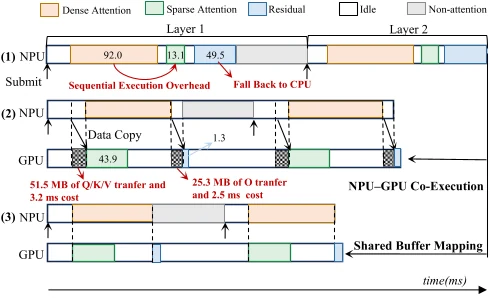 Dense Attention Sparse Attention Residual Idle Non-attention
Layer 1 Layer 2
(1) NPU 92.0 13.1 49.5
Submit Sequential Execution Overhead Fall Back to CPU
(2) NPU
Data Copy 1.3
GPU 43.9
51.5 MB of Q/K/V tranfer and
3.2 ms cost
25.3 MB of O tranfer
and 2.5 ms cost
NPU–GPU Co-Execution
(3) NPU
Shared Buffer Mapping
GPU
time(ms)